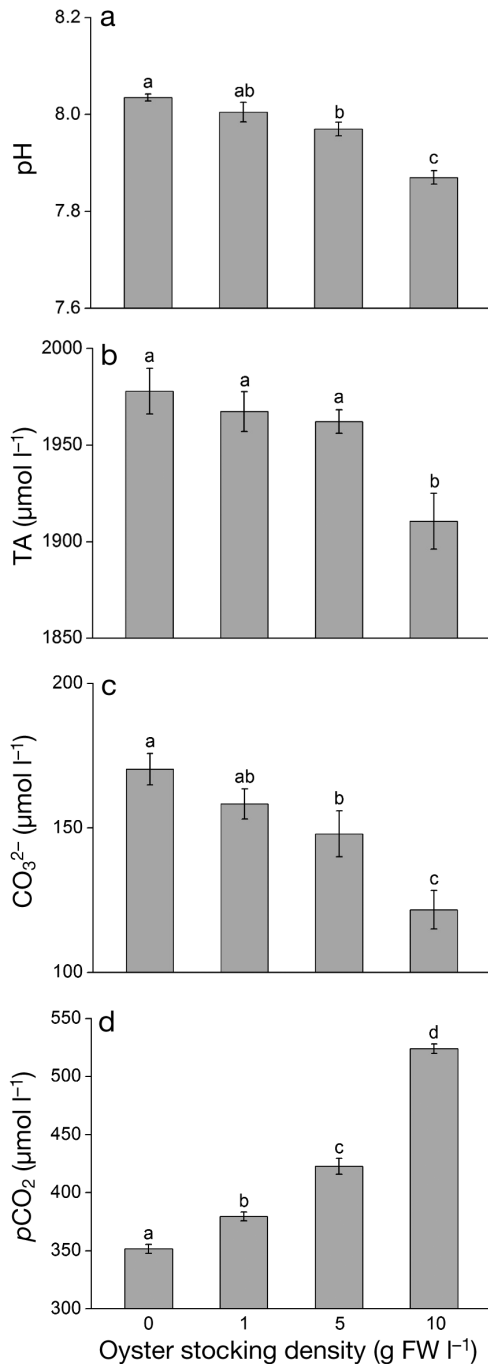 a
8.2
8.0
7.8
7.6
pH
a
ab
b
c
b
2000
1950
1900
1850
TA (µmol l⁻¹)
a
a
a
b
c
200
150
100
CO₃²⁻ (µmol l⁻¹)
a
ab
b
c
d
550
500
450
400
350
300
pCO₂ (µmol l⁻¹)
a
b
c
d
0 1 5 10
Oyster stocking density (g FW l⁻¹)